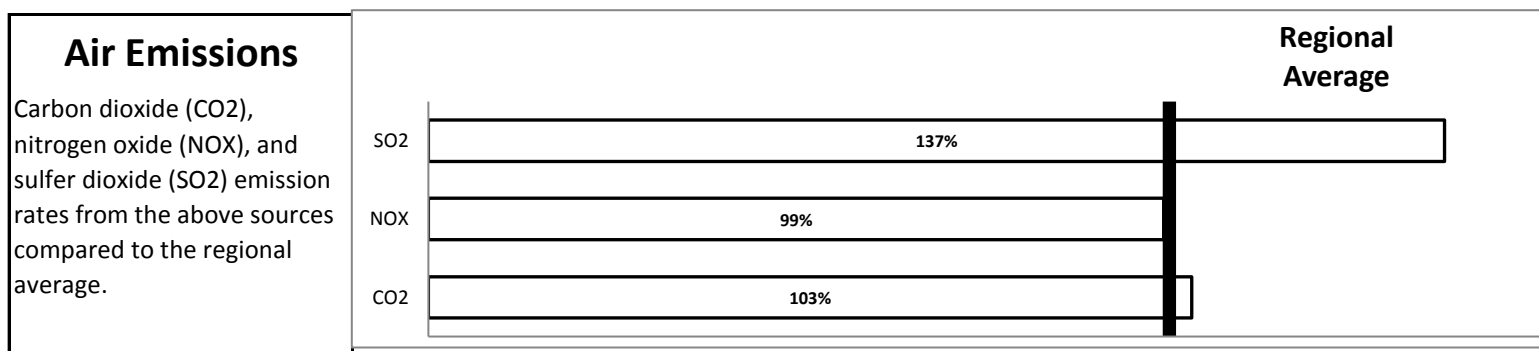 Air Emissions
Carbon dioxide (CO2),
nitrogen oxide (NOX), and
sulfer dioxide (SO2) emission
rates from the above sources
compared to the regional
average.
Regional
Average
SO2
137%
NOX
99%
CO2
103%